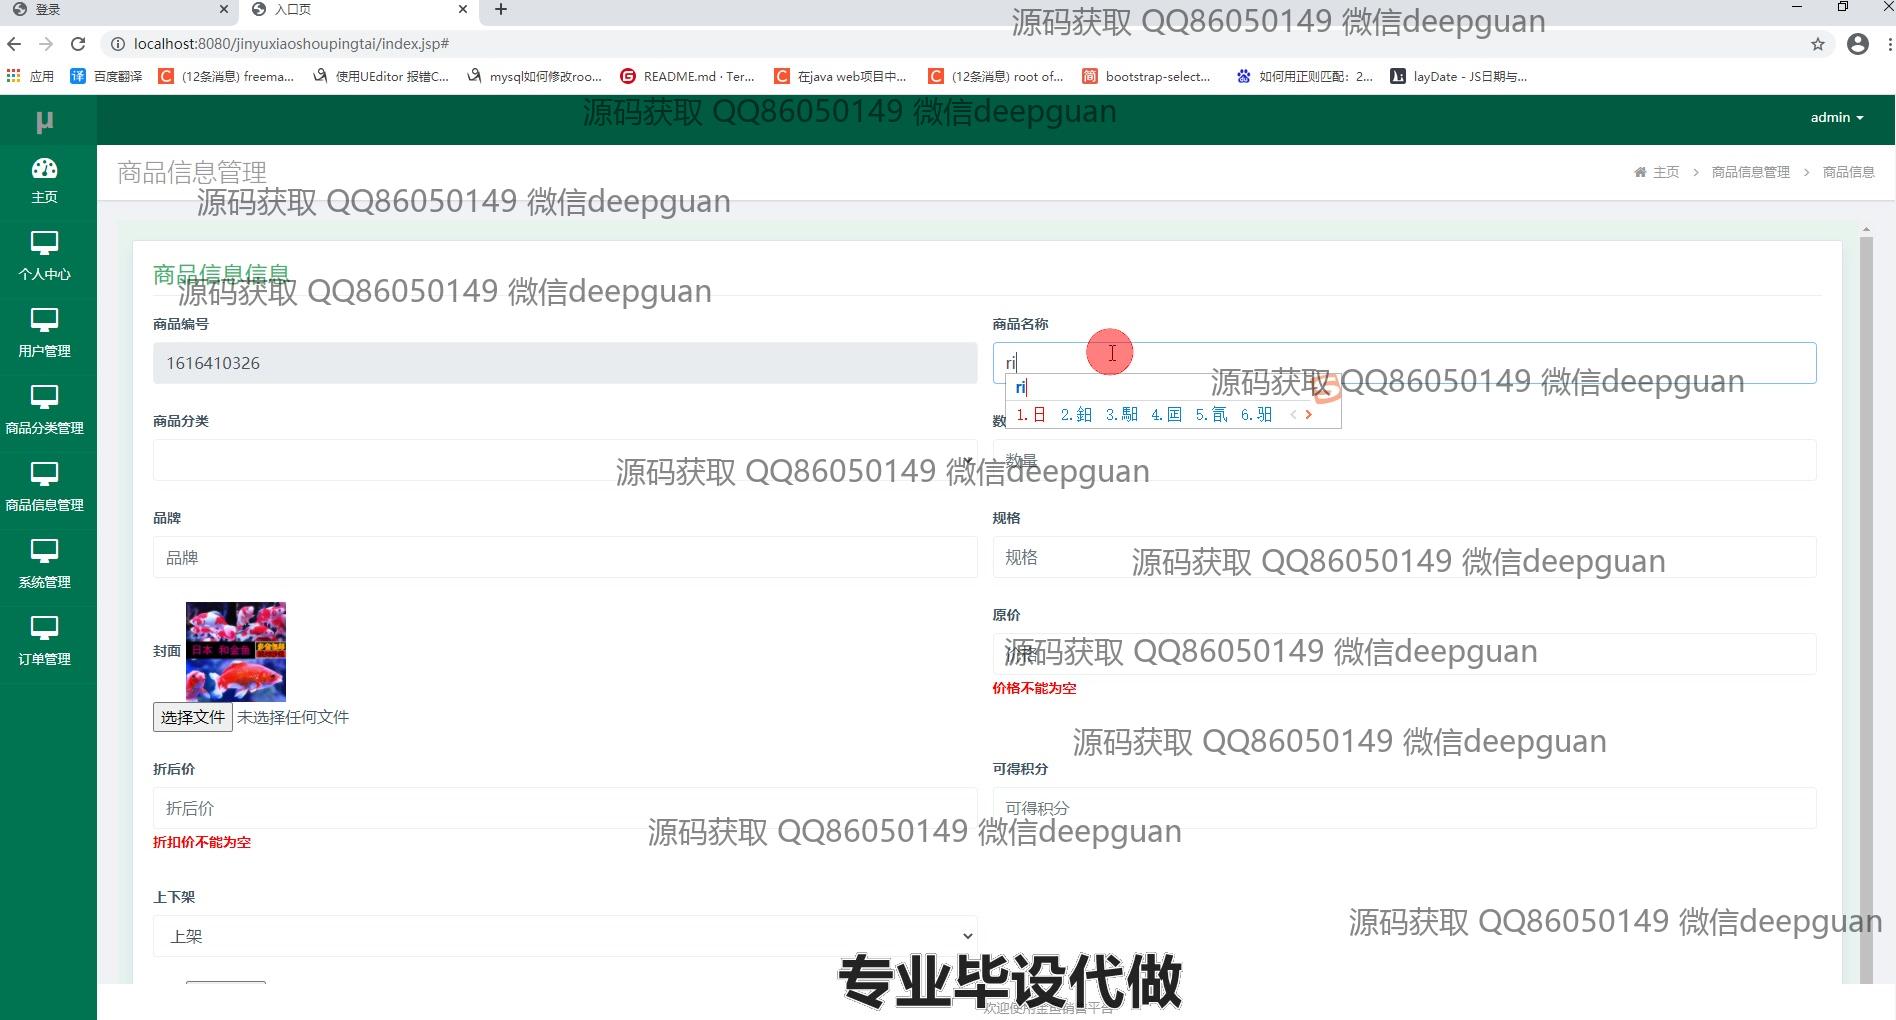 登录
入口页
源码获取 QQ86050149 微信deepguan
localhost:8080/jinyuxiaoshoupingtai/index.jsp#
应用
译 百度翻译
C (12条消息) freema...
使用UEditor 报错C...
mysql如何修改roo...
G README.md · Ter...
C 在java web项目中...
C (12条消息) root of...
简 bootstrap-select...
如何用正则匹配：2...
layDate - JS日期与...
源码获取 QQ86050149 微信deepguan
μ
admin
主页
个人中心
用户管理
商品分类管理
商品信息管理
系统管理
订单管理
商品信息管理
主页 > 商品信息管理 > 商品信息
源码获取 QQ86050149 微信deepguan
商品信息信息
源码获取 QQ86050149 微信deepguan
商品编号
1616410326
商品名称
ri
ri
1.日 2.鈤 3.馹 4.囸 5.氜 6.驲
源码获取 QQ86050149 微信deepguan
商品分类
数
数量
源码获取 QQ86050149 微信deepguan
品牌
品牌
规格
规格
源码获取 QQ86050149 微信deepguan
封面
日本 和金鱼
选择文件 未选择任何文件
原价
价格
源码获取 QQ86050149 微信deepguan
价格不能为空
源码获取 QQ86050149 微信deepguan
折后价
折后价
折扣价不能为空
可得积分
可得积分
源码获取 QQ86050149 微信deepguan
上下架
上架
源码获取 QQ86050149 微信deepguan
专业毕设代做
欢迎使用金鱼销售平台